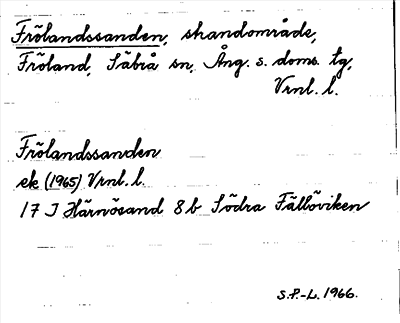 Frölandssanden, strandområde,
Fröland, Säbrå sn, Ång. s. doms. tg,
Vrnl. l.
Frölandssanden
ek (1965) Vrnl. l.
17 J Härnösand 8 b Södra Fällöviken
S.P.-L. 1966.